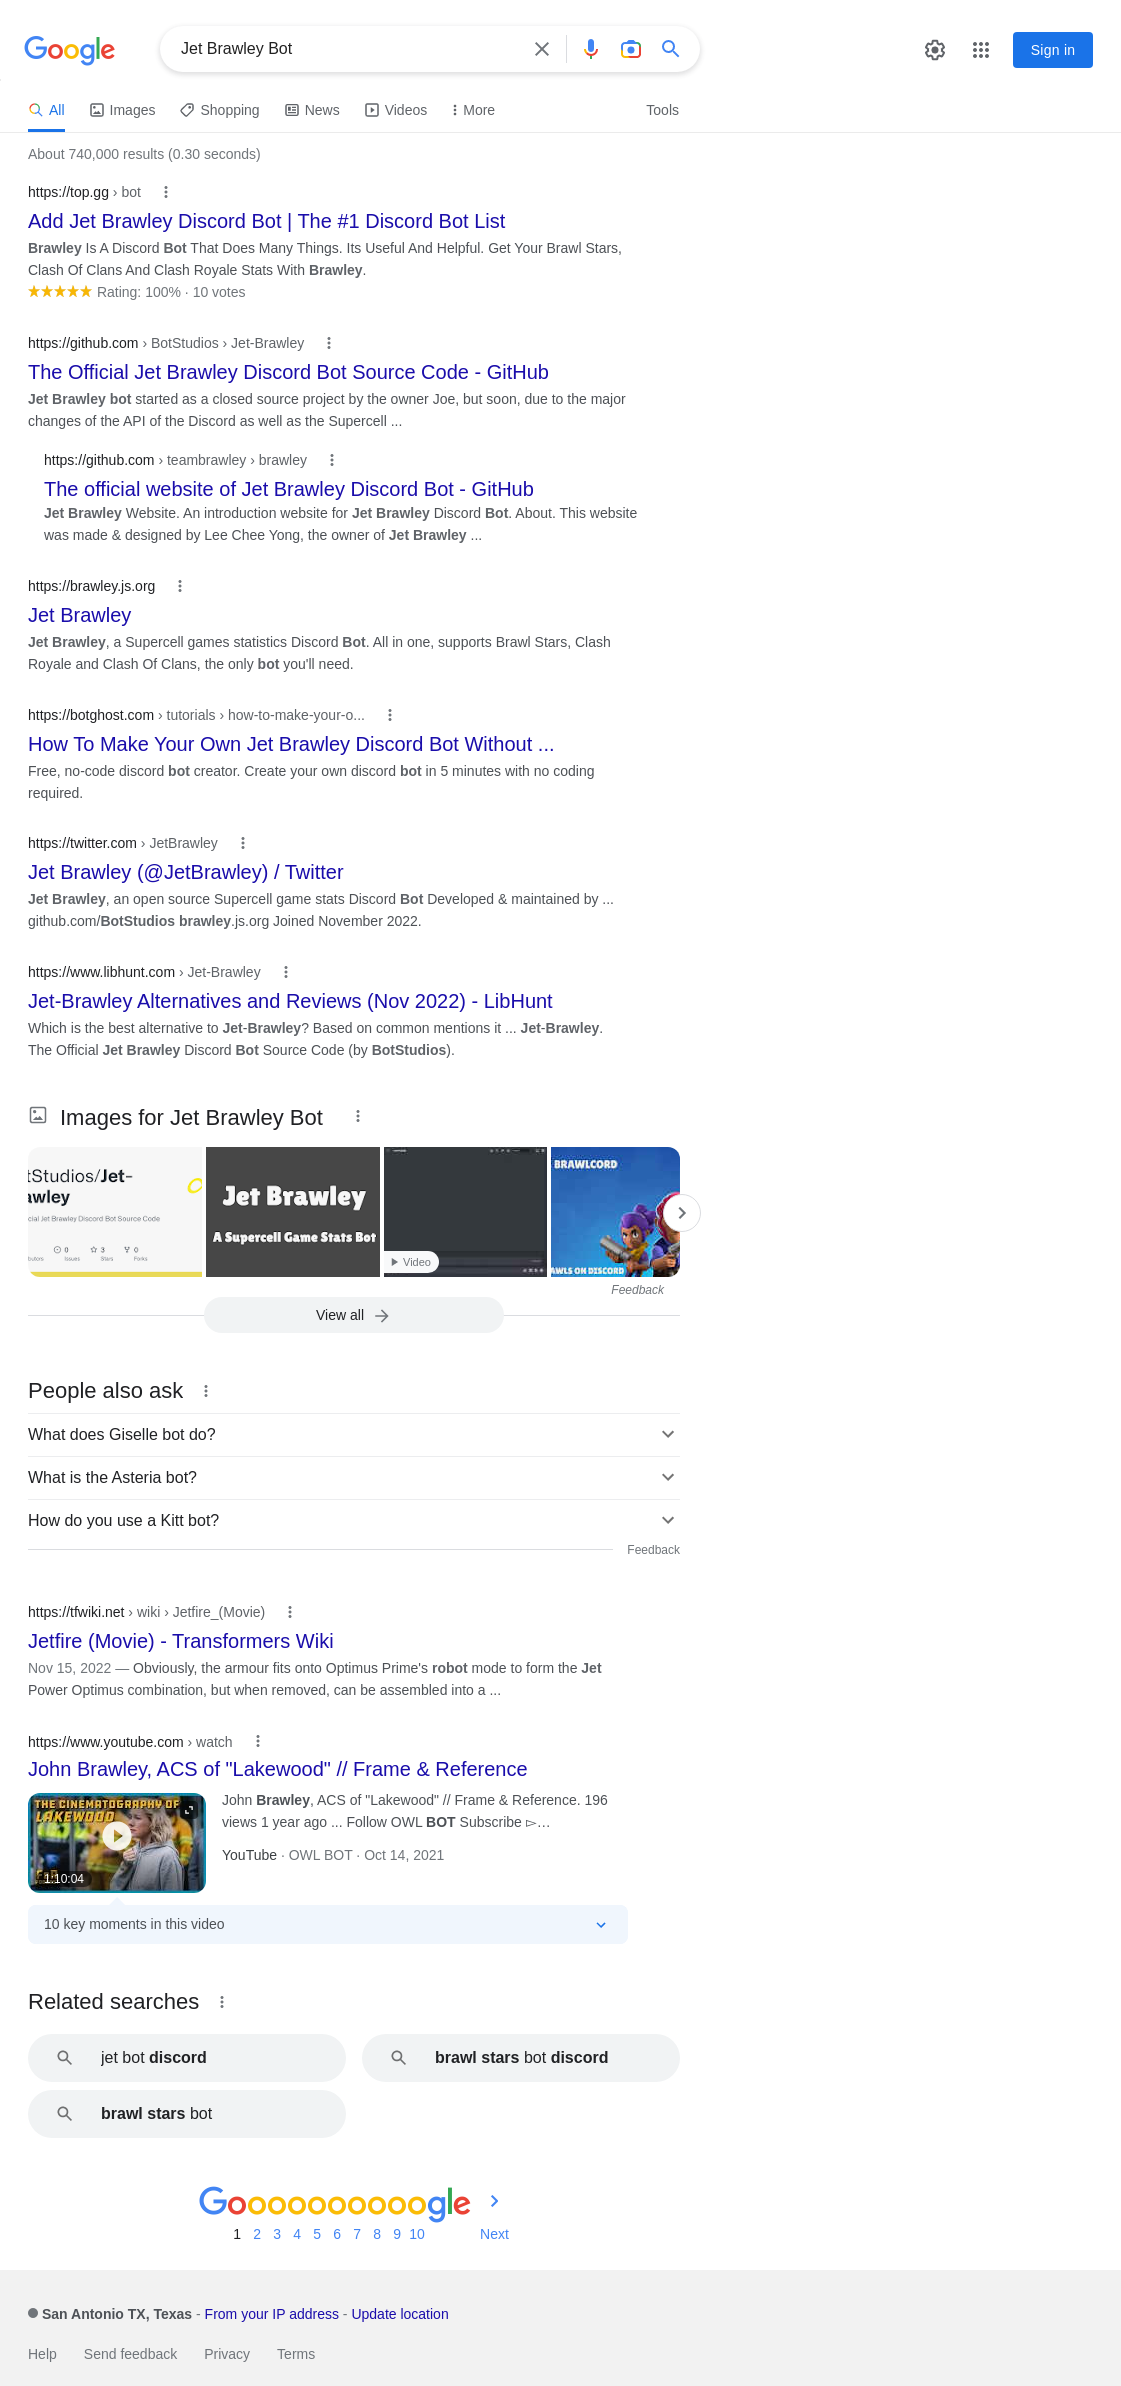 Google
Jet Brawley Bot
Sign in
All
Images
Shopping
News
Videos
More
Tools
About 740,000 results (0.30 seconds)
https://top.gg › bot
Add Jet Brawley Discord Bot | The #1 Discord Bot List
Brawley Is A Discord Bot That Does Many Things. Its Useful And Helpful. Get Your Brawl Stars,
Clash Of Clans And Clash Royale Stats With Brawley.
Rating: 100% · 10 votes
https://github.com › BotStudios › Jet-Brawley
The Official Jet Brawley Discord Bot Source Code - GitHub
Jet Brawley bot started as a closed source project by the owner Joe, but soon, due to the major
changes of the API of the Discord as well as the Supercell ...
https://github.com › teambrawley › brawley
The official website of Jet Brawley Discord Bot - GitHub
Jet Brawley Website. An introduction website for Jet Brawley Discord Bot. About. This website
was made & designed by Lee Chee Yong, the owner of Jet Brawley ...
https://brawley.js.org
Jet Brawley
Jet Brawley, a Supercell games statistics Discord Bot. All in one, supports Brawl Stars, Clash
Royale and Clash Of Clans, the only bot you'll need.
https://botghost.com › tutorials › how-to-make-your-o...
How To Make Your Own Jet Brawley Discord Bot Without ...
Free, no-code discord bot creator. Create your own discord bot in 5 minutes with no coding
required.
https://twitter.com › JetBrawley
Jet Brawley (@JetBrawley) / Twitter
Jet Brawley, an open source Supercell game stats Discord Bot Developed & maintained by ...
github.com/BotStudios brawley.js.org Joined November 2022.
https://www.libhunt.com › Jet-Brawley
Jet-Brawley Alternatives and Reviews (Nov 2022) - LibHunt
Which is the best alternative to Jet-Brawley? Based on common mentions it ... Jet-Brawley.
The Official Jet Brawley Discord Bot Source Code (by BotStudios).
Images for Jet Brawley Bot
tStudios/Jet-
awley
cial Jet Brawley Discord Bot Source Code
0
3
0
butors
Issues
Stars
Forks
Jet Brawley
A Supercell Game Stats Bot
Video
BRAWLCORD
AWLS ON DISCORD
Feedback
View all
People also ask
What does Giselle bot do?
What is the Asteria bot?
How do you use a Kitt bot?
Feedback
https://tfwiki.net › wiki › Jetfire_(Movie)
Jetfire (Movie) - Transformers Wiki
Nov 15, 2022 — Obviously, the armour fits onto Optimus Prime's robot mode to form the Jet
Power Optimus combination, but when removed, can be assembled into a ...
https://www.youtube.com › watch
John Brawley, ACS of "Lakewood" // Frame & Reference
THE CINEMATOGRAPHY OF
LAKEWOOD
1:10:04
John Brawley, ACS of "Lakewood" // Frame & Reference. 196
views 1 year ago ... Follow OWL BOT Subscribe ▻…
YouTube · OWL BOT · Oct 14, 2021
10 key moments in this video
Related searches
jet bot discord
brawl stars bot discord
brawl stars bot
Goooooooooogle
1 2 3 4 5 6 7 8 9 10 Next
San Antonio TX, Texas - From your IP address - Update location
Help
Send feedback
Privacy
Terms